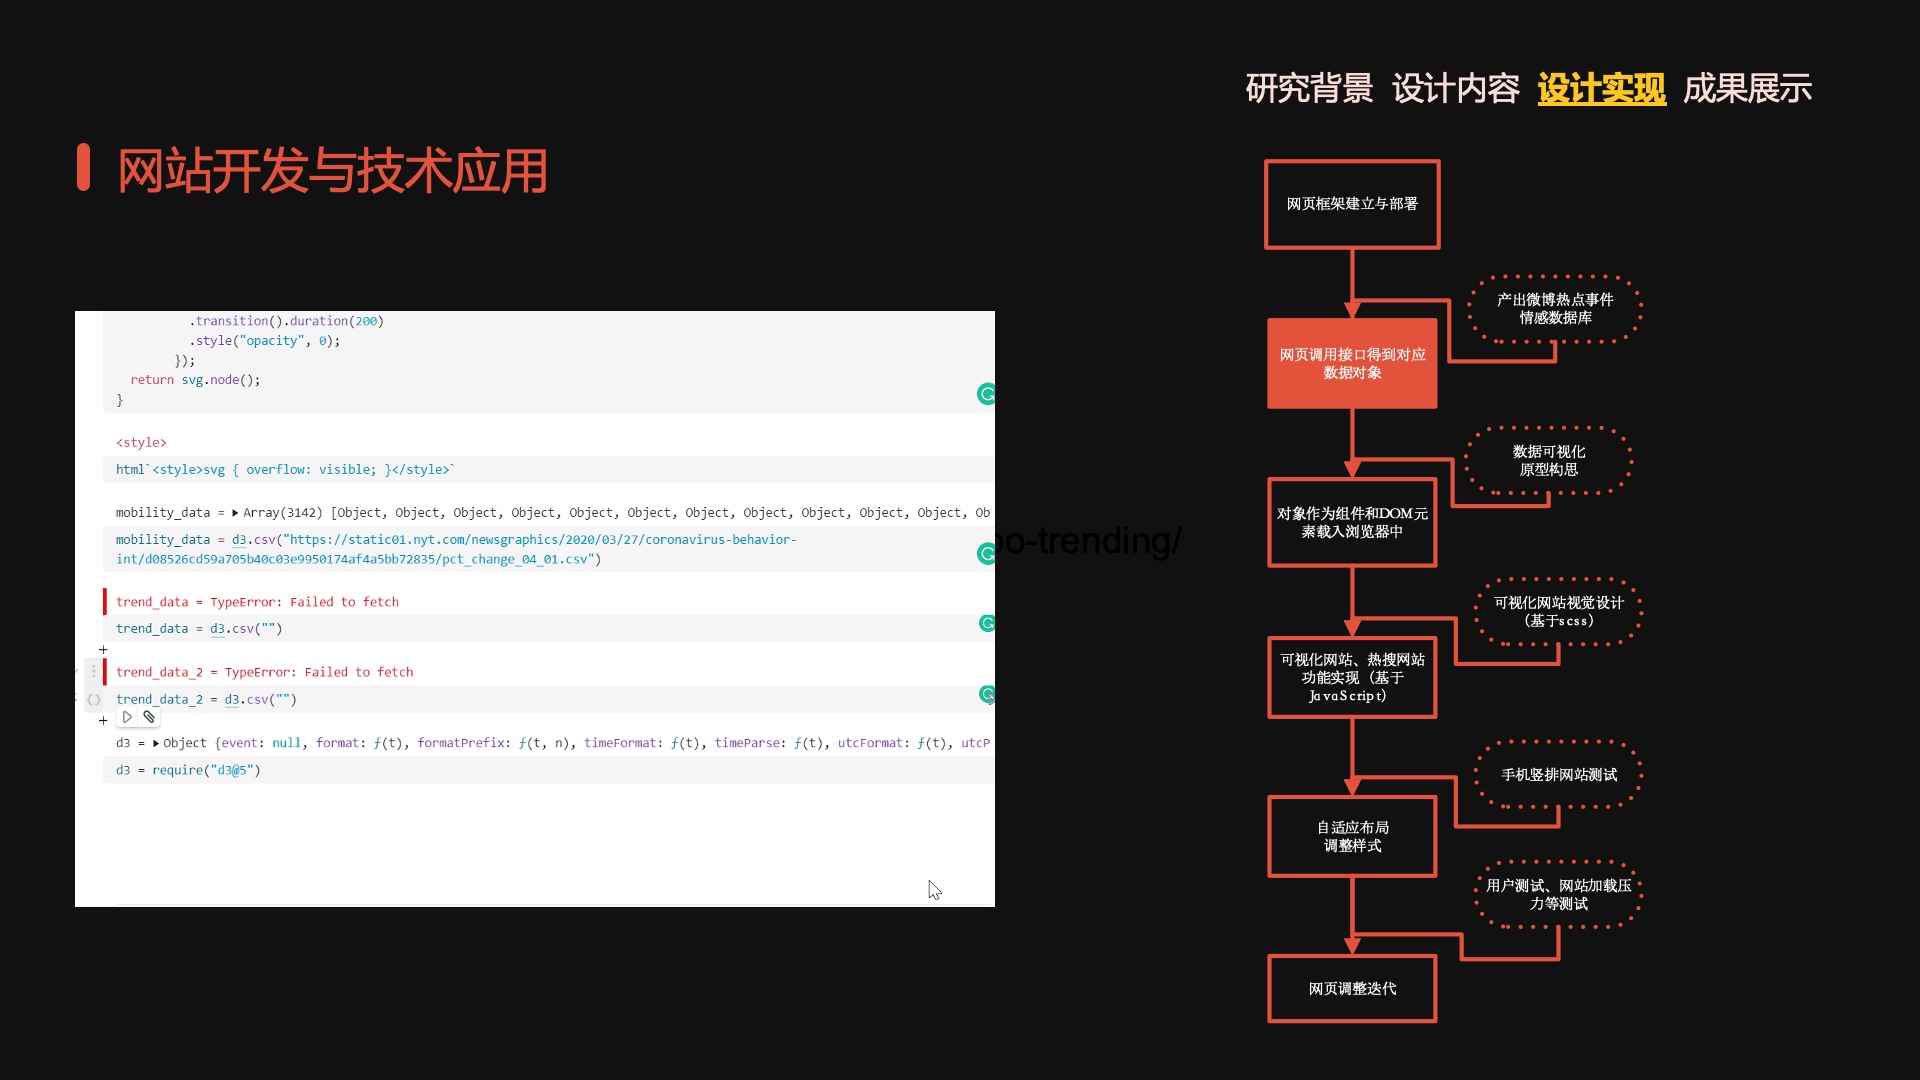 研究背景 设计内容 设计实现 成果展示
网站开发与技术应用
.transition().duration(200)
.style("opacity", 0);
});
return svg.node();
}
<style>
html`<style>svg { overflow: visible; }</style>`
mobility_data = ▶Array(3142) [Object, Object, Object, Object, Object, Object, Object, Object, Object, Object, Object, Ob
mobility_data = d3.csv("https://static01.nyt.com/newsgraphics/2020/03/27/coronavirus-behavior-
int/d08526cd59a705b40c03e9950174af4a5bb72835/pct_change_04_01.csv")
trend_data = TypeError: Failed to fetch
trend_data = d3.csv("")
trend_data_2 = TypeError: Failed to fetch
trend_data_2 = d3.csv("")
d3 = ▶Object {event: null, format: ƒ(t), formatPrefix: ƒ(t, n), timeFormat: ƒ(t), timeParse: ƒ(t), utcFormat: ƒ(t), utcP
d3 = require("d3@5")
o-trending/
网页框架建立与部署
产出微博热点事件
情感数据库
网页调用接口得到对应
数据对象
数据可视化
原型构思
对象作为组件和DOM元
素载入浏览器中
可视化网站视觉设计
（基于scss）
可视化网站、热搜网站
功能实现（基于
JavaScript）
手机竖排网站测试
自适应布局
调整样式
用户测试、网站加载压
力等测试
网页调整迭代